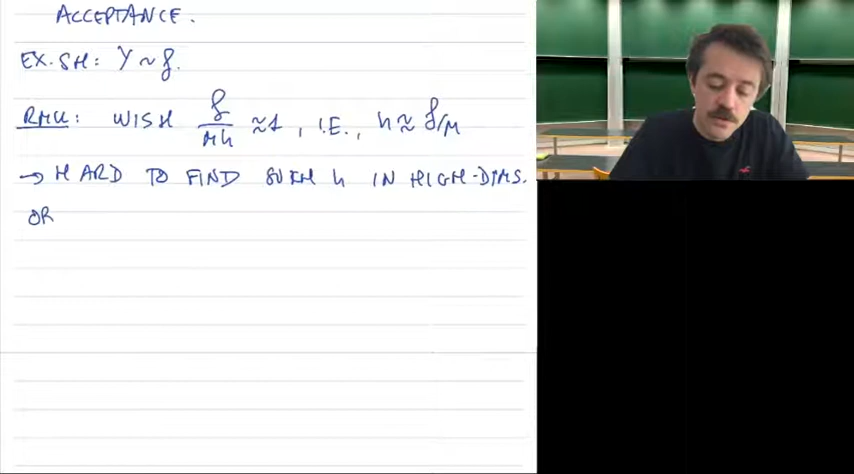 ACCEPTANCE.
EX. SH: Y ~ f.
RMK: WISH f/Mh ≈ 1, I.E., h ≈ f/M
→ HARD TO FIND SUCH h IN HIGH-DIMS.
OR